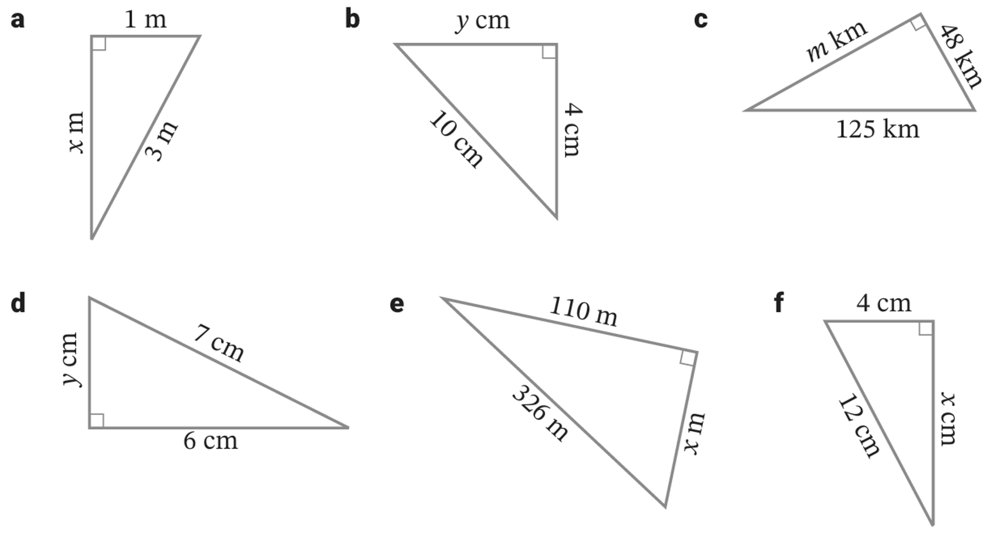 a
1 m
x m
3 m
b
y cm
10 cm
4 cm
c
m km
48 km
125 km
d
y cm
7 cm
6 cm
e
110 m
326 m
x m
f
4 cm
12 cm
x cm